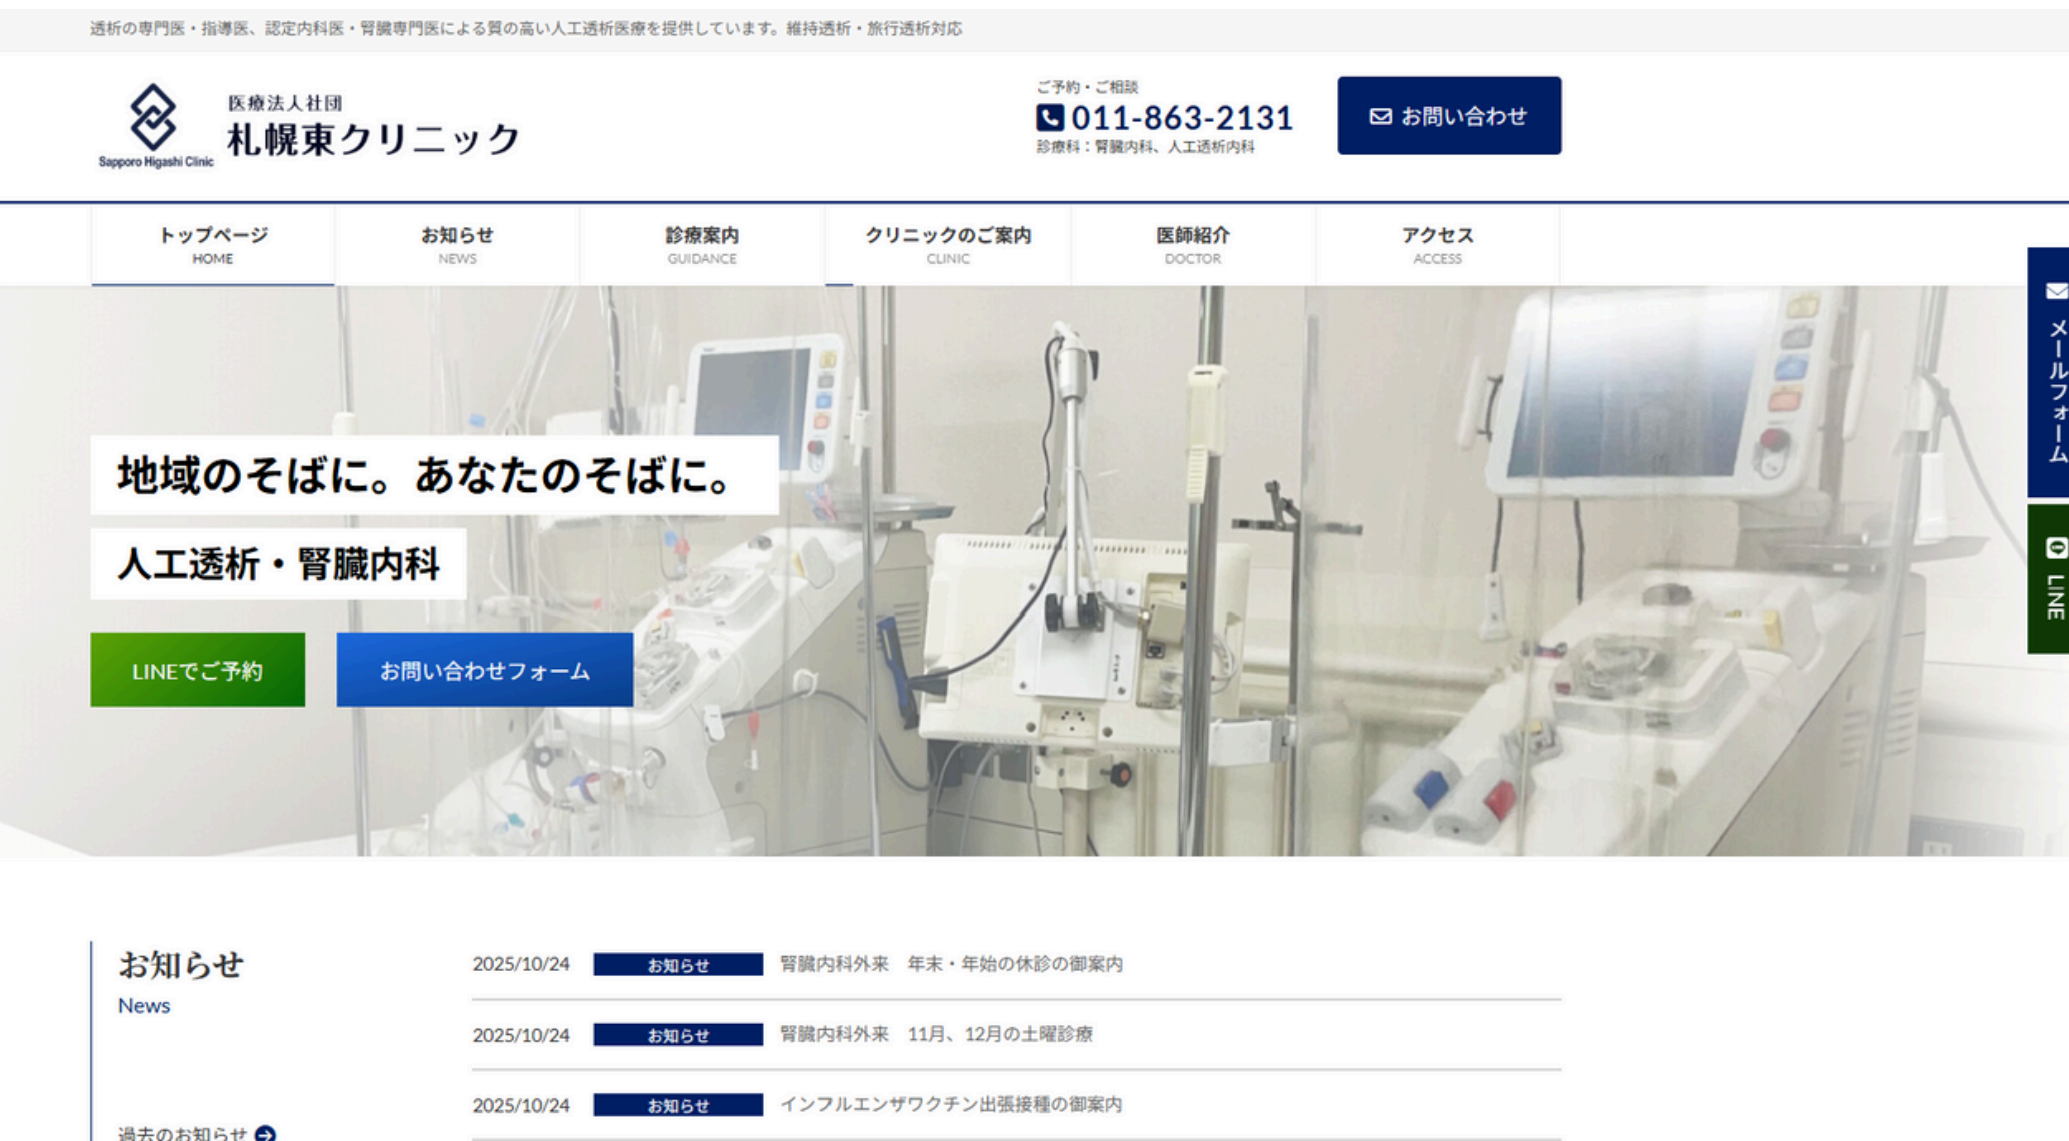 透析の専門医・指導医、認定内科医・腎臓専門医による質の高い人工透析医療を提供しています。維持透析・旅行透析対応
Sapporo Higashi Clinic
医療法人社団
札幌東クリニック
ご予約・ご相談
011-863-2131
診療科：腎臓内科、人工透析内科
お問い合わせ
トップページ
HOME
お知らせ
NEWS
診療案内
GUIDANCE
クリニックのご案内
CLINIC
医師紹介
DOCTOR
アクセス
ACCESS
メールフォーム
LINE
地域のそばに。あなたのそばに。
人工透析・腎臓内科
LINEでご予約
お問い合わせフォーム
お知らせ
News
過去のお知らせ
2025/10/24 お知らせ 腎臓内科外来　年末・年始の休診の御案内
2025/10/24 お知らせ 腎臓内科外来　11月、12月の土曜診療
2025/10/24 お知らせ インフルエンザワクチン出張接種の御案内